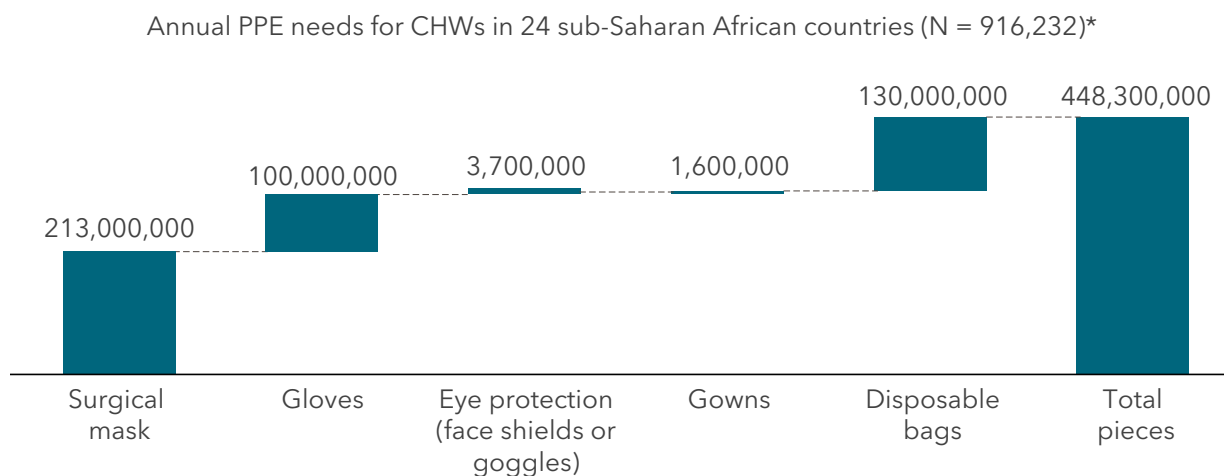 Annual PPE needs for CHWs in 24 sub-Saharan African countries (N = 916,232)*
130,000,000
448,300,000
3,700,000
1,600,000
100,000,000
213,000,000
Surgical
mask
Gloves
Eye protection
(face shields or
goggles)
Gowns
Disposable
bags
Total
pieces